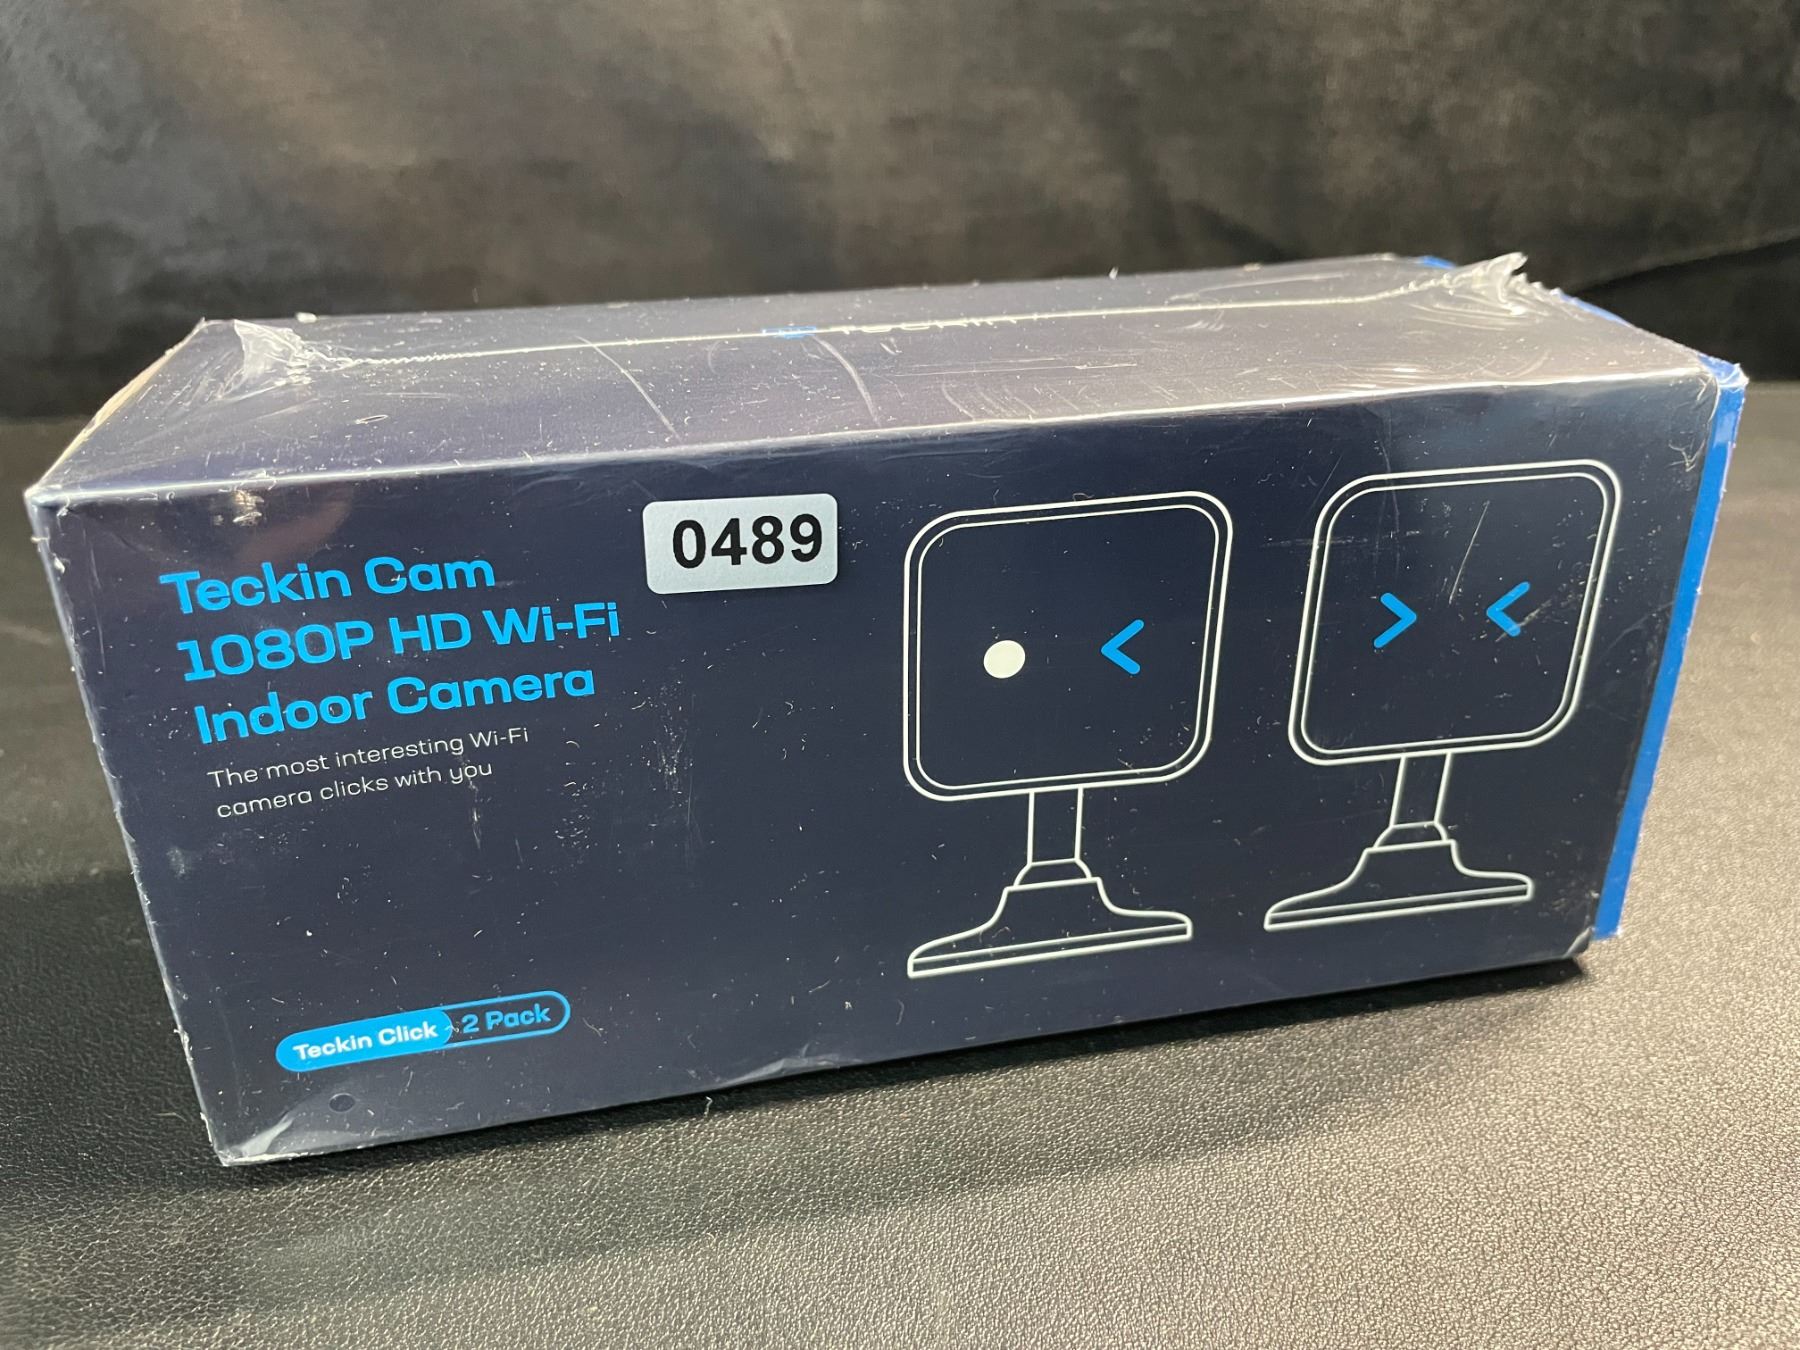 TECKIN
0489
Teckin Cam
1080P HD Wi-Fi
Indoor Camera
The most interesting Wi-Fi
camera clicks with you
Teckin Click 2 Pack